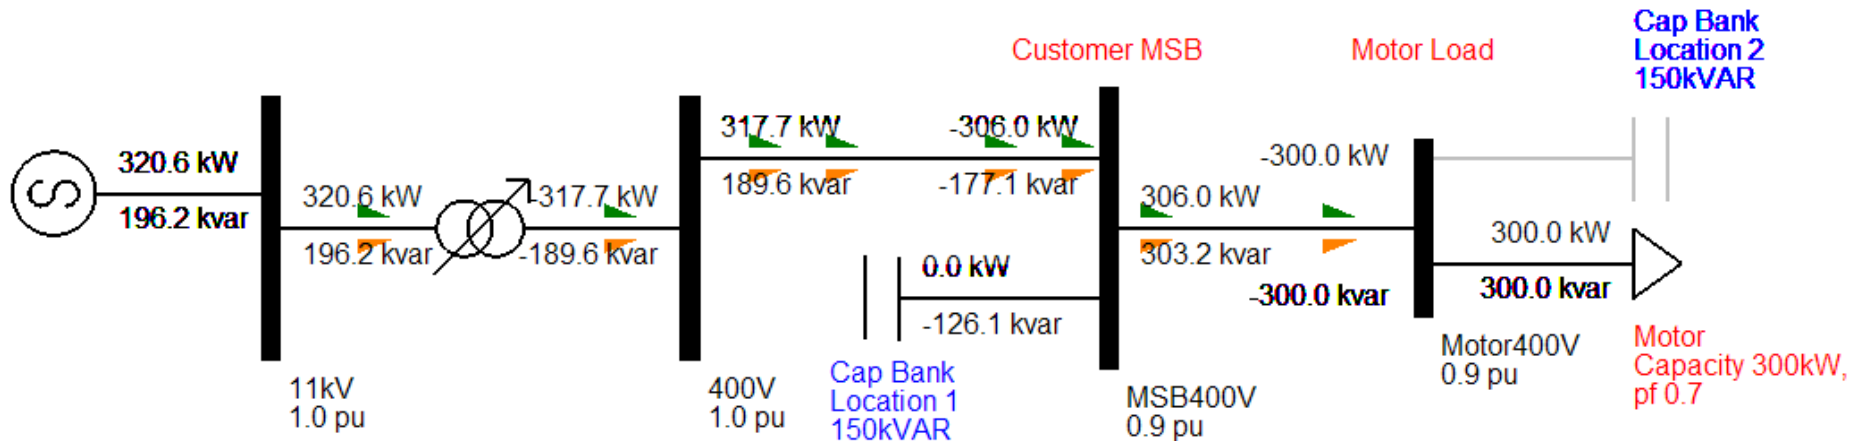 Cap Bank
Location 2
150kVAR
Customer MSB
Motor Load
320.6 kW
196.2 kvar
320.6 kW
196.2 kvar
-317.7 kW
-189.6 kvar
317.7 kW
189.6 kvar
-306.0 kW
-177.1 kvar
0.0 kW
-126.1 kvar
306.0 kW
303.2 kvar
-300.0 kW
-300.0 kvar
300.0 kW
300.0 kvar
11kV
1.0 pu
400V
1.0 pu
Cap Bank
Location 1
150kVAR
MSB400V
0.9 pu
Motor400V
0.9 pu
Motor
Capacity 300kW,
pf 0.7